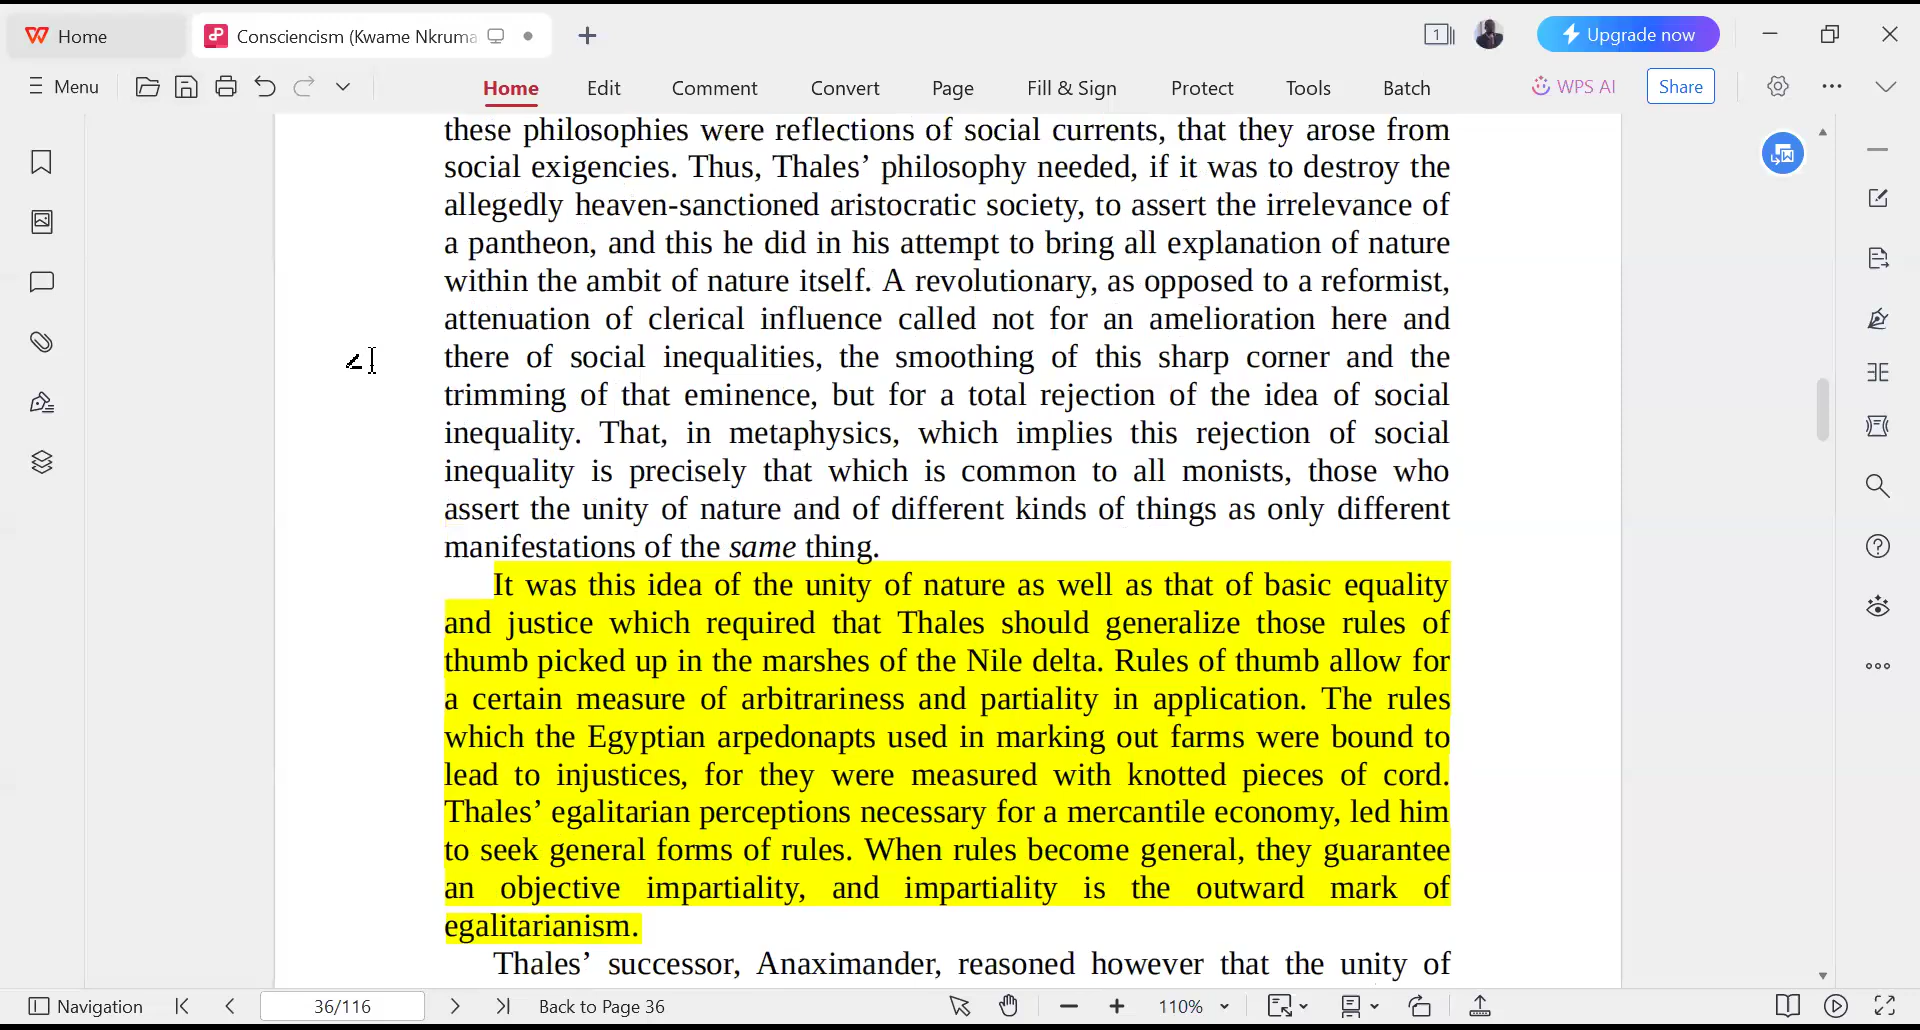 Home
Consciencism (Kwame Nkruma
1
Upgrade now
Menu
Home
Edit
Comment
Convert
Page
Fill & Sign
Protect
Tools
Batch
WPS AI
Share
these philosophies were reflections of social currents, that they arose from
social exigencies. Thus, Thales’ philosophy needed, if it was to destroy the
allegedly heaven-sanctioned aristocratic society, to assert the irrelevance of
a pantheon, and this he did in his attempt to bring all explanation of nature
within the ambit of nature itself. A revolutionary, as opposed to a reformist,
attenuation of clerical influence called not for an amelioration here and
there of social inequalities, the smoothing of this sharp corner and the
trimming of that eminence, but for a total rejection of the idea of social
inequality. That, in metaphysics, which implies this rejection of social
inequality is precisely that which is common to all monists, those who
assert the unity of nature and of different kinds of things as only different
manifestations of the same thing.
It was this idea of the unity of nature as well as that of basic equality
and justice which required that Thales should generalize those rules of
thumb picked up in the marshes of the Nile delta. Rules of thumb allow for
a certain measure of arbitrariness and partiality in application. The rules
which the Egyptian arpedonapts used in marking out farms were bound to
lead to injustices, for they were measured with knotted pieces of cord.
Thales’ egalitarian perceptions necessary for a mercantile economy, led him
to seek general forms of rules. When rules become general, they guarantee
an objective impartiality, and impartiality is the outward mark of
egalitarianism.
Thales’ successor, Anaximander, reasoned however that the unity of
Navigation
36/116
Back to Page 36
110%